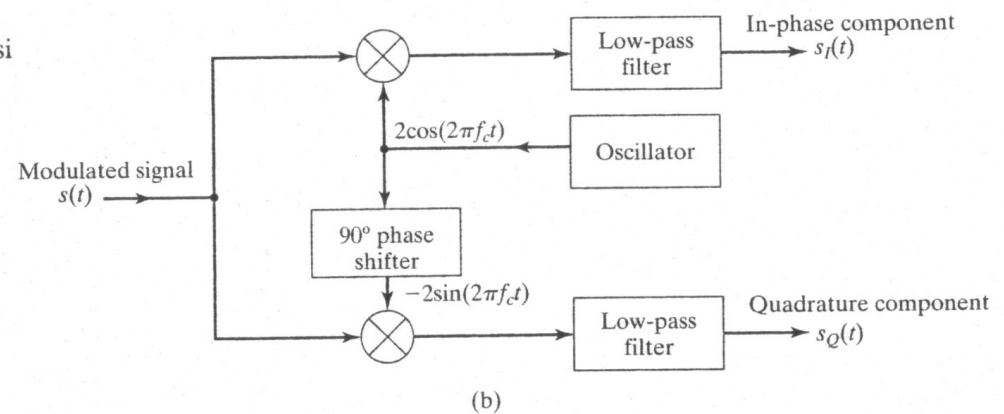 si
In-phase component
s_I(t)
Low-pass
filter
2cos(2πf_ct)
Oscillator
Modulated signal
s(t)
90° phase
shifter
−2sin(2πf_ct)
Quadrature component
s_Q(t)
Low-pass
filter
(b)